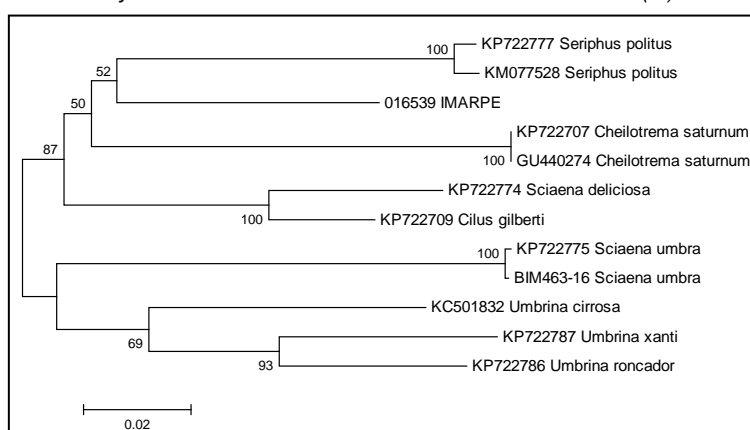 100 KP722777 Seriphus politus
52 KM077528 Seriphus politus
50 016539 IMARPE
KP722707 Cheilotrema saturnum
87 100 GU440274 Cheilotrema saturnum
KP722774 Sciaena deliciosa
100 KP722709 Cilus gilberti
100 KP722775 Sciaena umbra
BIM463-16 Sciaena umbra
KC501832 Umbrina cirrosa
69 KP722787 Umbrina xanti
93 KP722786 Umbrina roncador
0.02